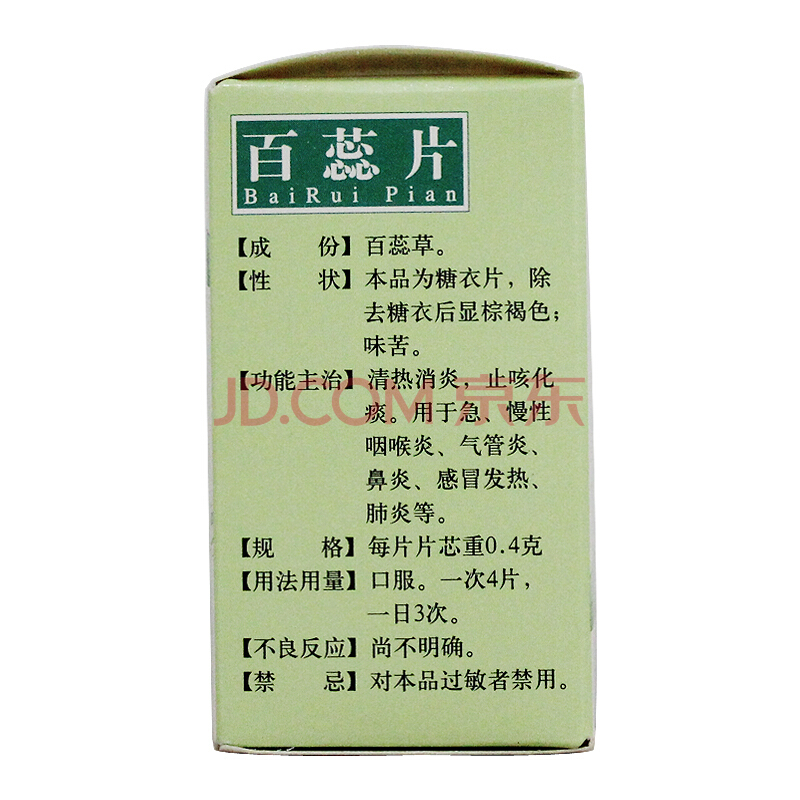 百蕊片
BaiRui Pian
【成 份】百蕊草。
【性 状】本品为糖衣片，除
去糖衣后显棕褐色；
味苦。
【功能主治】清热消炎，止咳化
痰。用于急、慢性
咽喉炎、气管炎、
鼻炎、感冒发热、
肺炎等。
JD.COM 京东
【规 格】每片片芯重0.4克
【用法用量】口服。一次4片，
一日3次。
【不良反应】尚不明确。
【禁 忌】对本品过敏者禁用。